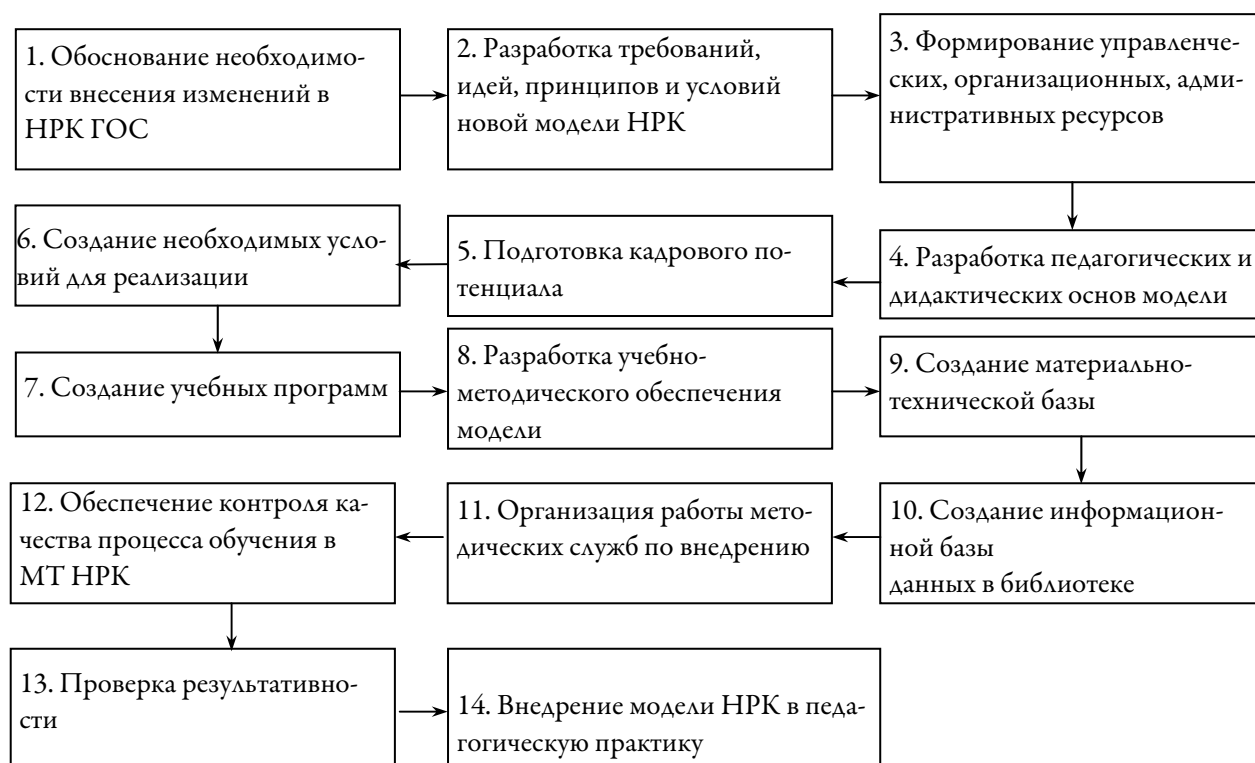 1. Обоснование необходимо-
сти внесения изменений в
НРК ГОС
2. Разработка требований,
идей, принципов и условий
новой модели НРК
3. Формирование управленче-
ских, организационных, адми-
нистративных ресурсов
4. Разработка педагогических и
дидактических основ модели
5. Подготовка кадрового по-
тенциала
6. Создание необходимых усло-
вий для реализации
7. Создание учебных программ
8. Разработка учебно-
методического обеспечения
модели
9. Создание материально-
технической базы
10. Создание информацион-
ной базы
данных в библиотеке
11. Организация работы мето-
дических служб по внедрению
12. Обеспечение контроля ка-
чества процесса обучения в
МТ НРК
13. Проверка результативно-
сти
14. Внедрение модели НРК в педа-
гогическую практику